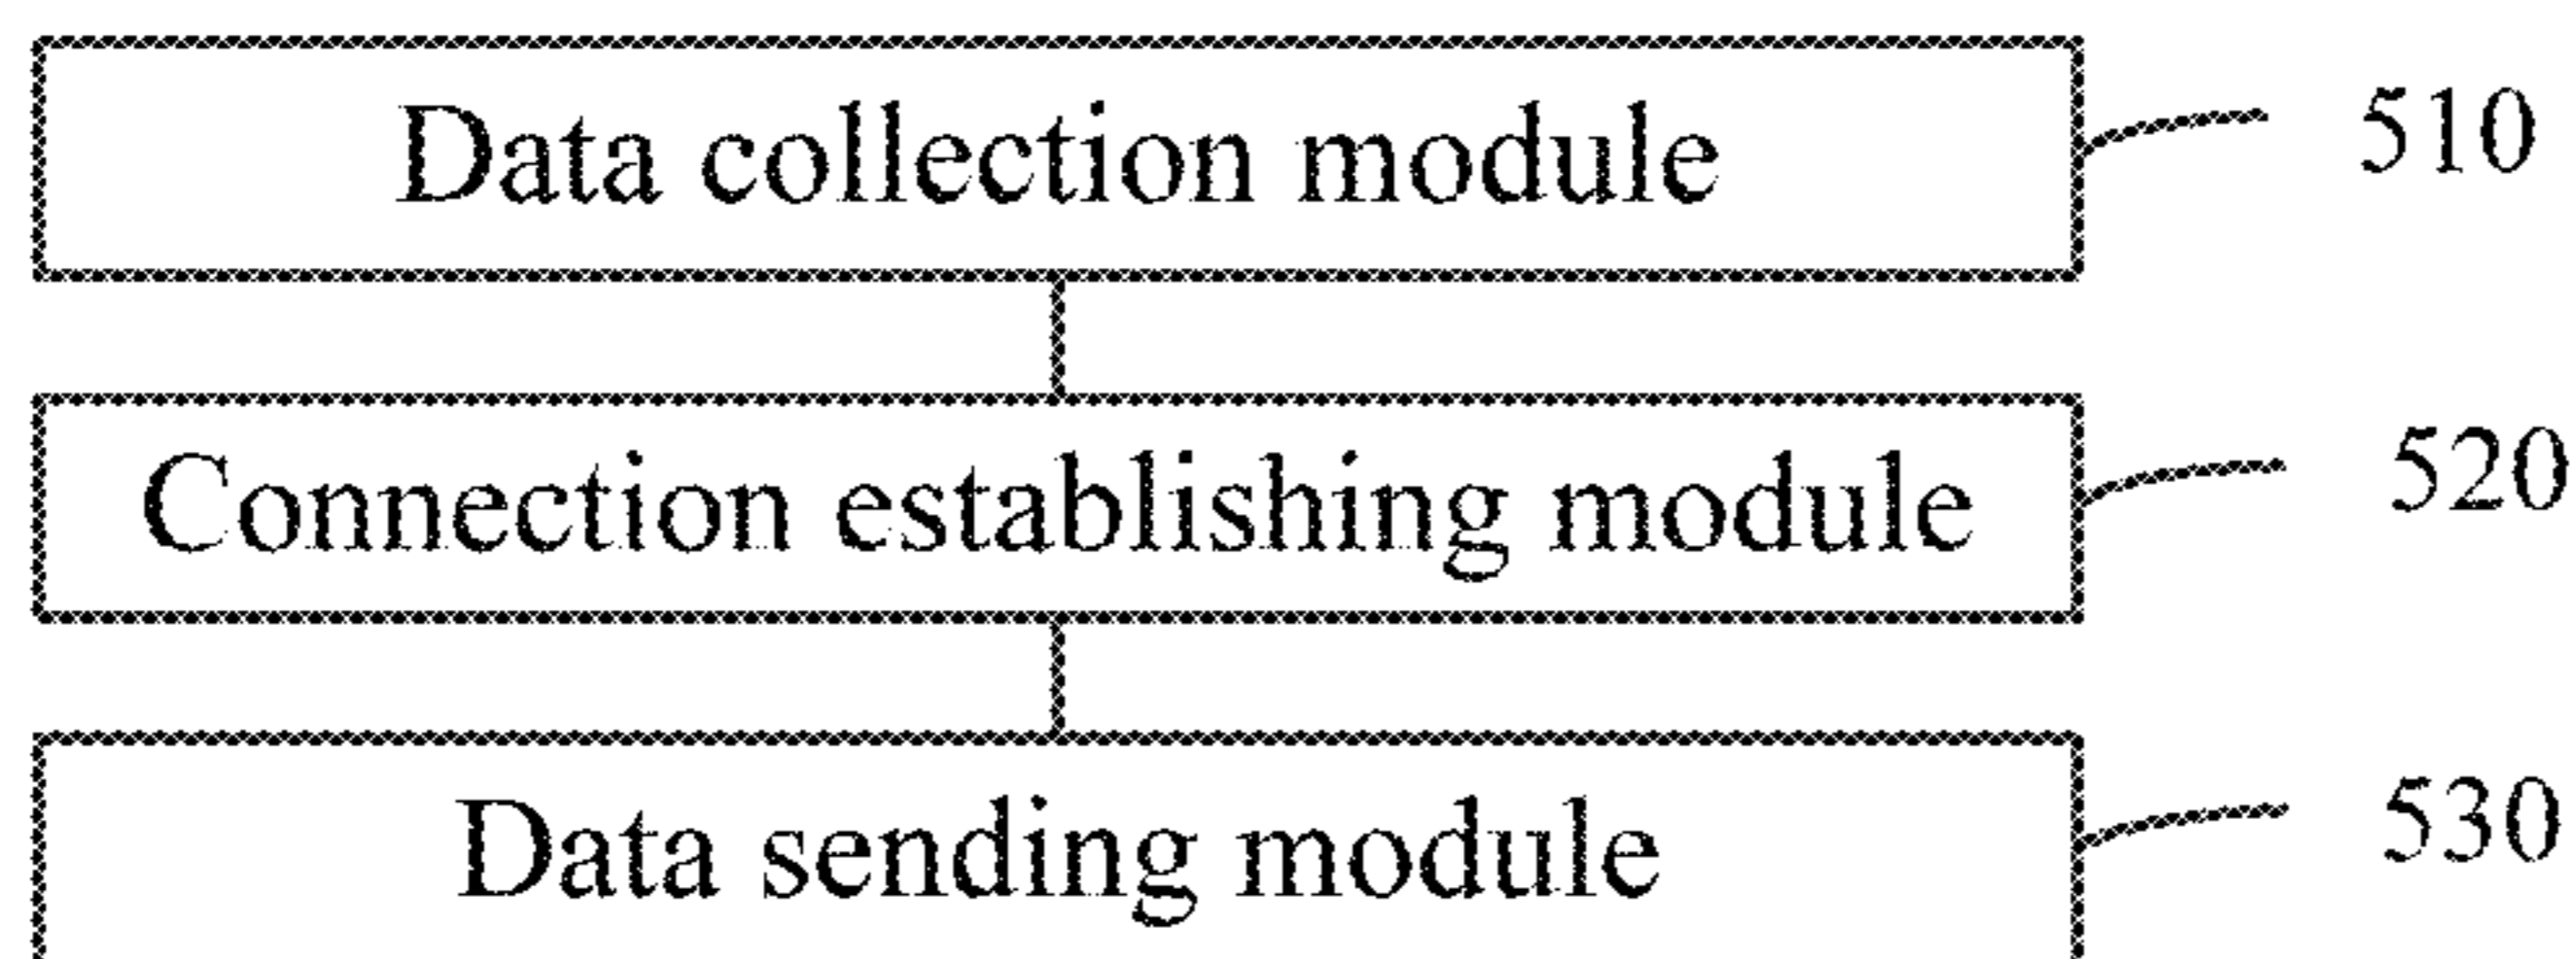 Data collection module 510
Connection establishing module 520
Data sending module 530